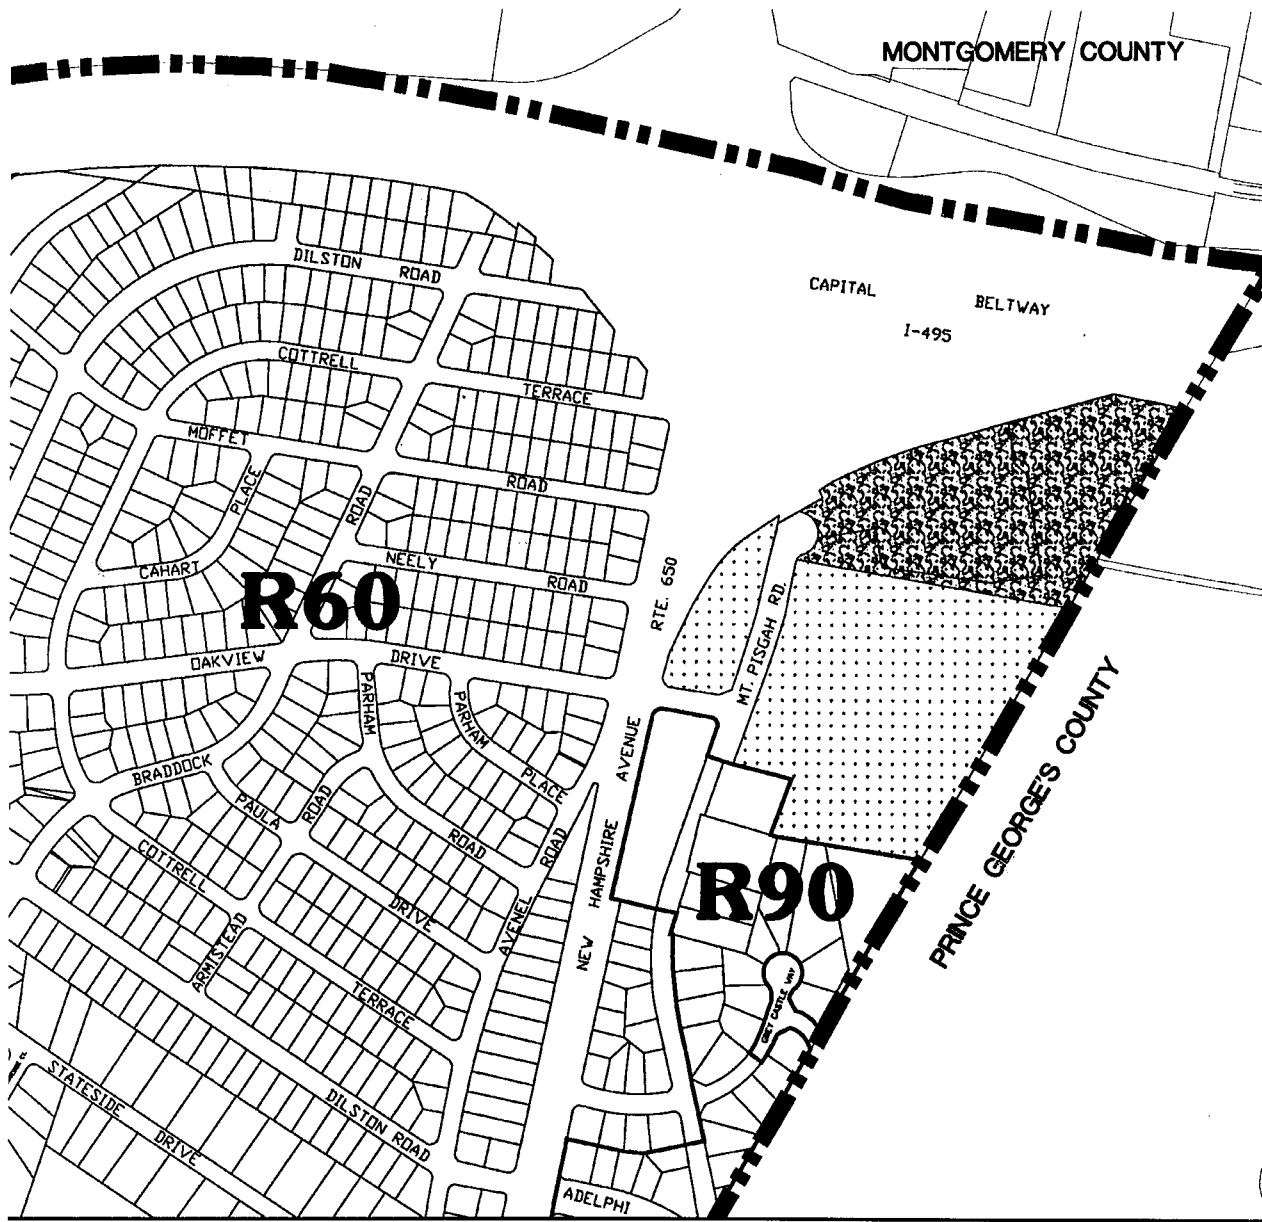 MONTGOMERY COUNTY
CAPITAL BELTWAY
I-495
DILSTON ROAD
COTTRELL TERRACE
MOFFET ROAD
PLACE
CAHART
ROAD
NEELY ROAD
R60
RTE. 650
MT. PISGAH RD.
OAKVIEW DRIVE
PARHAM
PARHAM PLACE
BRADDOCK
ROAD
ROAD
PAULA DRIVE
COTTRELL TERRACE
ARMISTEAD
AVENEL ROAD
NEW HAMPSHIRE AVENUE
R90
PRINCE GEORGE'S COUNTY
GREY CASTLE WAY
STATESIDE DRIVE
DILSTON ROAD
ADELPHI